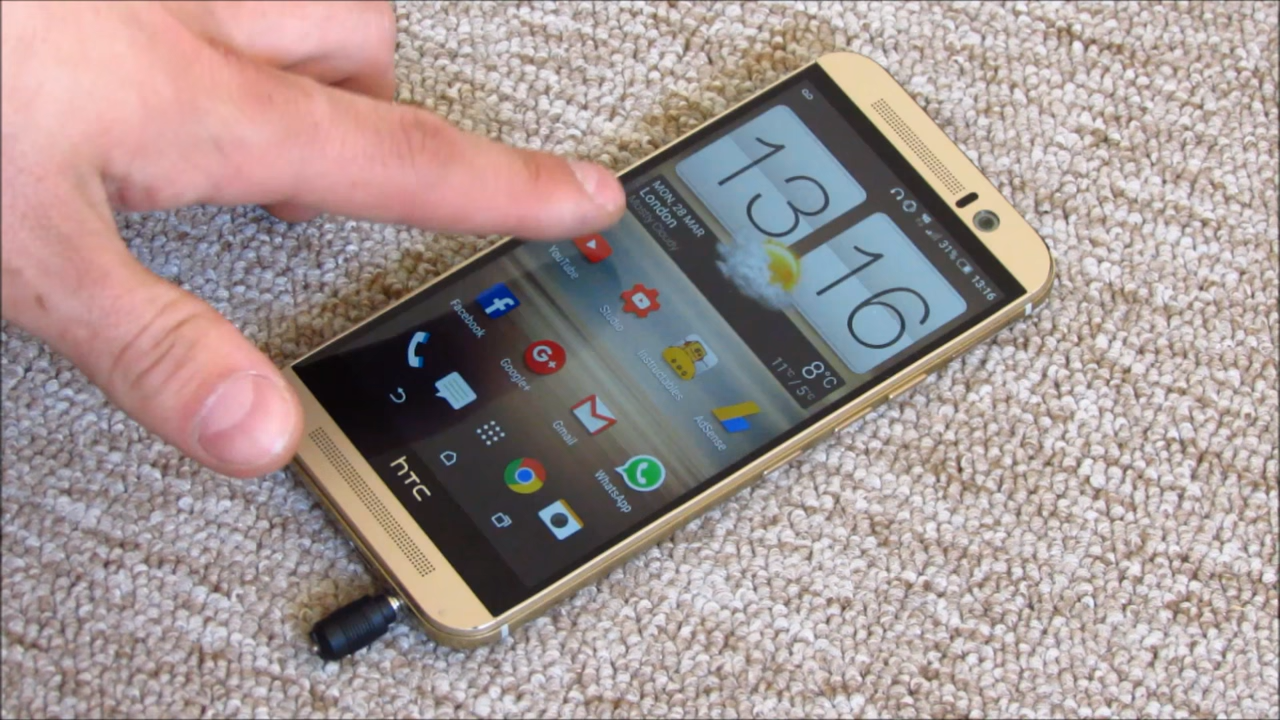 31% 13:16
13 16
MON, 28 MAR
London
Mostly Cloudy
8°C
11°C / 5°C
YouTube
Studio
Instructables
AdSense
Facebook
Google+
Gmail
WhatsApp
hTC